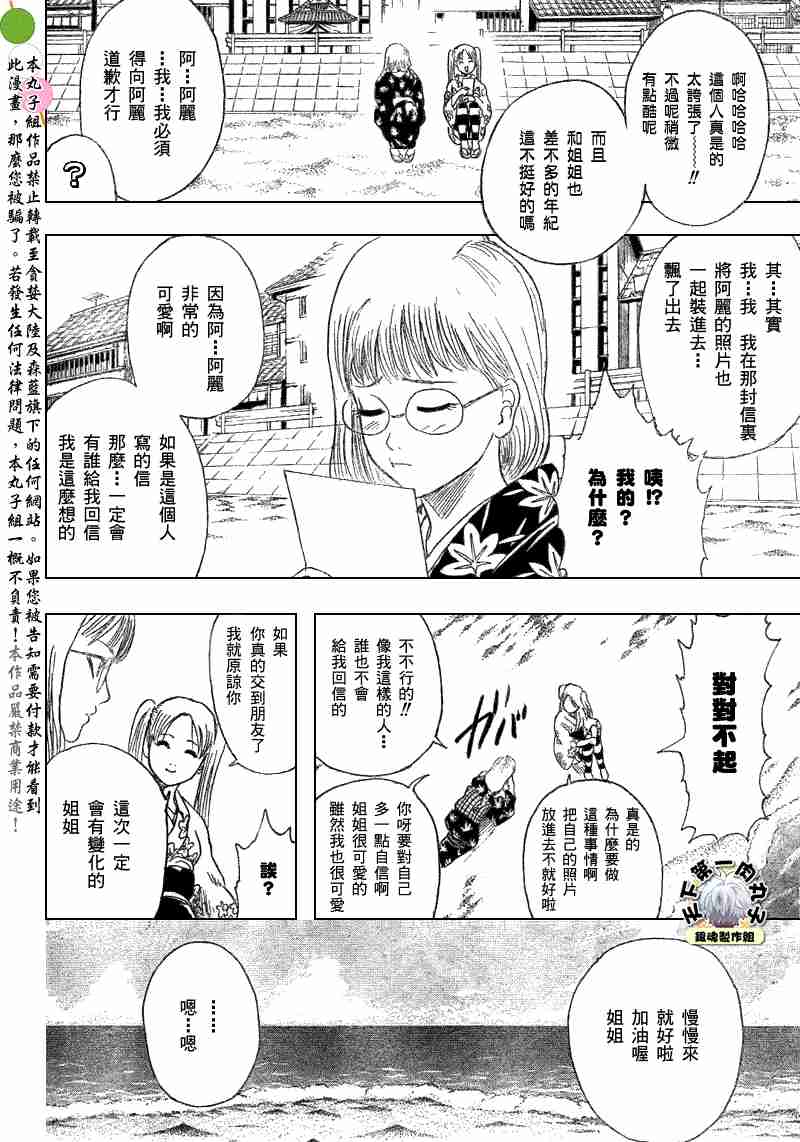 啊哈哈哈哈
這個人真是的
太誇張了~~~!!
不過呢稍微
有點酷呢
而且
和姐姐也
差不多的年紀
這不挺好的嗎
阿…阿麗
…我…我必須
得向阿麗
道歉才行
？
其…其實
我…我 我在那封信裏
將阿麗的照片也
一起裝進去…
飄了出去
咦!?
我的?
為什麼?
因為阿…阿麗
非常的
可愛啊
如果是這個人
寫的信
那麼…一定會
有誰給我回信
我是這麼想的
對對不起
真的是
為什麼要做
這種事情啊
把自己的照片
放進去不就好啦
不不行的!!
像我這樣的人…
誰也不會
給我回信的
ガバッ
你呀要對自己
多一點自信啊
姐姐很可愛的
雖然我也很可愛
如果
你真的交到朋友了
我就原諒你
誒?
這次一定
會有變化的
姐姐
慢慢來
就好啦
加油喔
姐姐
……
嗯…嗯
天下第一肉丸子
銀魂製作組
本丸子組作品禁止轉載至貪婪大陸及森藍旗下的任何網站。如果您被告知需要付款才能看到
此漫畫，那麼您被騙了。若發生任何法律問題，本丸子組一概不負責！本作品嚴禁商業用途！